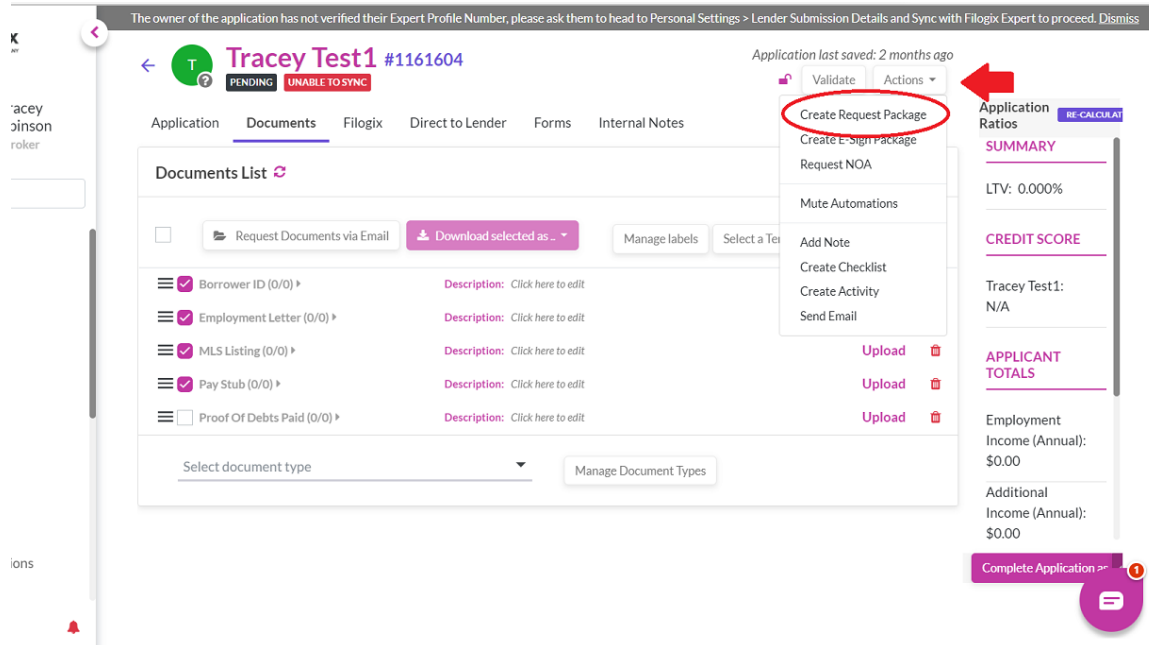 The owner of the application has not verified their Expert Profile Number, please ask them to head to Personal Settings > Lender Submission Details and Sync with Filogix Expert to proceed. Dismiss
Tracey Test1 #1161604
T
?
PENDING UNABLE TO SYNC
Application last saved: 2 months ago
Validate Actions
Application Documents Filogix Direct to Lender Forms Internal Notes
Create Request Package
Create E-Sign Package
Request NOA
Mute Automations
Add Note
Create Checklist
Create Activity
Send Email
Documents List
Request Documents via Email Download selected as .. Manage labels Select a Te
Borrower ID (0/0) Description: Click here to edit
Employment Letter (0/0) Description: Click here to edit
MLS Listing (0/0) Description: Click here to edit Upload
Pay Stub (0/0) Description: Click here to edit Upload
Proof Of Debts Paid (0/0) Description: Click here to edit Upload
Select document type Manage Document Types
Application
Ratios
RE-CALCULAT
SUMMARY
LTV: 0.000%
CREDIT SCORE
Tracey Test1:
N/A
APPLICANT
TOTALS
Employment
Income (Annual):
$0.00
Additional
Income (Annual):
$0.00
Complete Application as
1
acey
binson
roker
ions